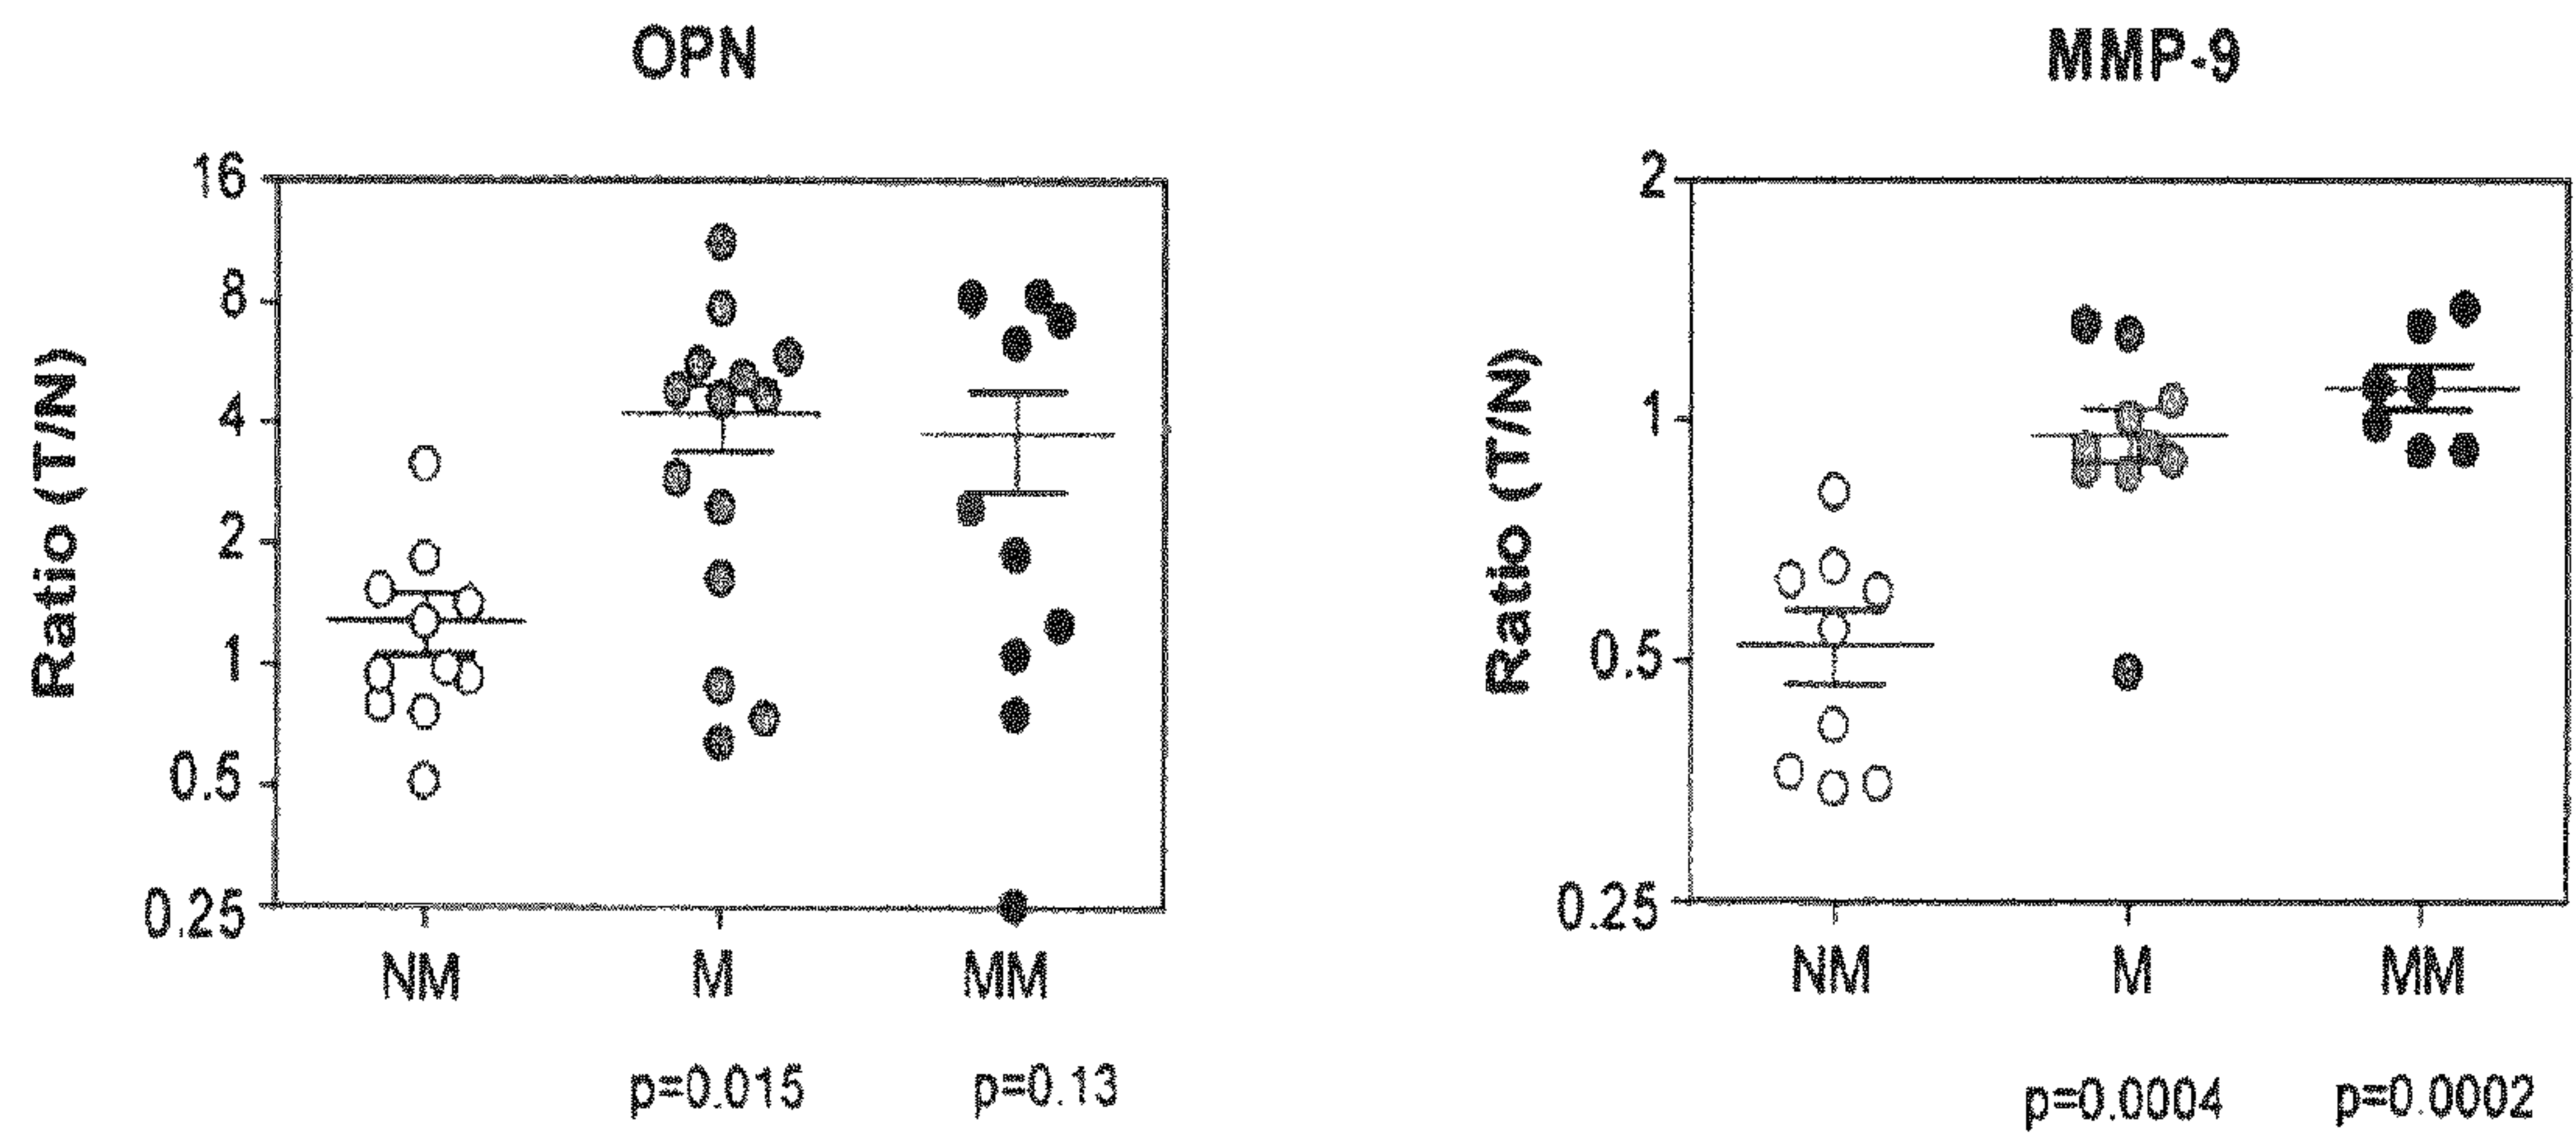 OPN
Ratio (T/N)
16
8
4
2
1
0.5
0.25
NM M MM
p=0.015 p=0.13
MMP-9
Ratio (T/N)
2
1
0.5
0.25
NM M MM
p=0.0004 p=0.0002